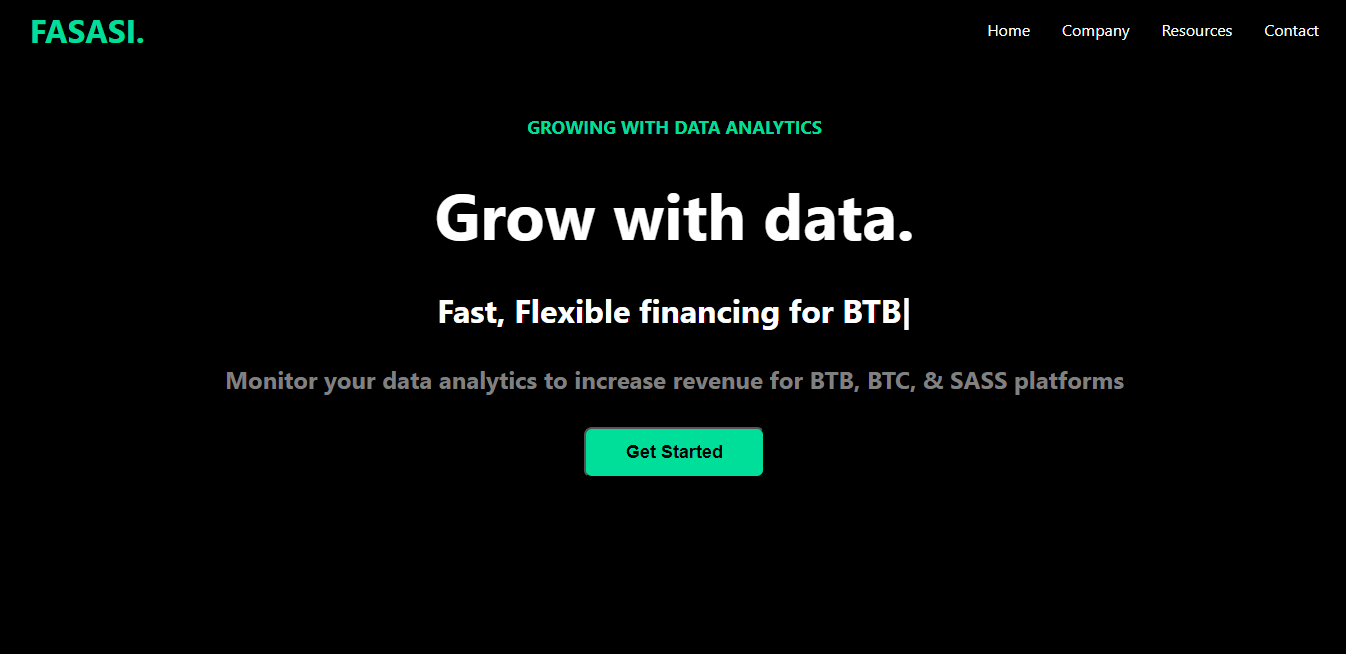 FASASI.
Home Company Resources Contact
GROWING WITH DATA ANALYTICS
Grow with data.
Fast, Flexible financing for BTB|
Monitor your data analytics to increase revenue for BTB, BTC, & SASS platforms
Get Started